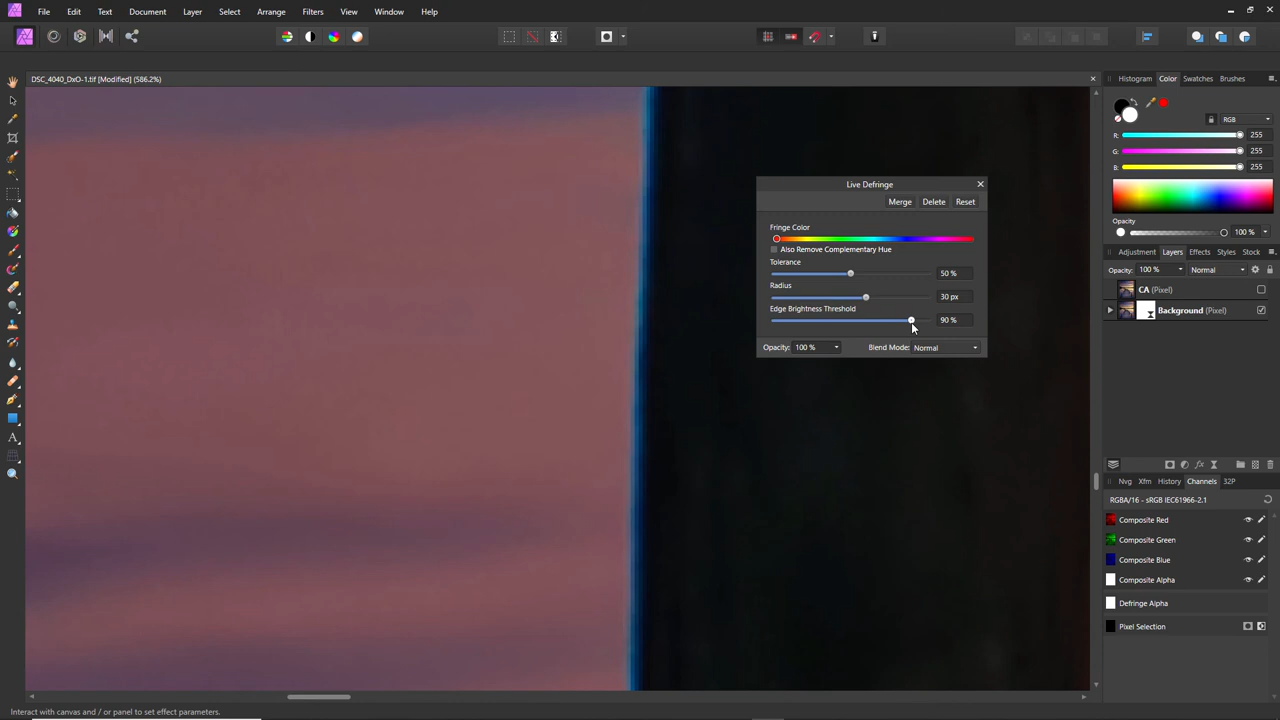 File Edit Text Document Layer Select Arrange Filters View Window Help
DSC_4040_DxO-1.tif [Modified] (586.2%)
Histogram Color Swatches Brushes
RGB
R: 255
G: 255
B: 255
Opacity
100 %
Adjustment Layers Effects Styles Stock
Opacity: 100 % Normal
CA (Pixel)
Background (Pixel)
Live Defringe
Merge Delete Reset
Fringe Color
Also Remove Complementary Hue
Tolerance
50 %
Radius
30 px
Edge Brightness Threshold
90 %
Opacity: 100 % Blend Mode: Normal
Nvg Xfm History Channels 32P
RGBA/16 - sRGB IEC61966-2.1
Composite Red
Composite Green
Composite Blue
Composite Alpha
Defringe Alpha
Pixel Selection
Interact with canvas and / or panel to set effect parameters.